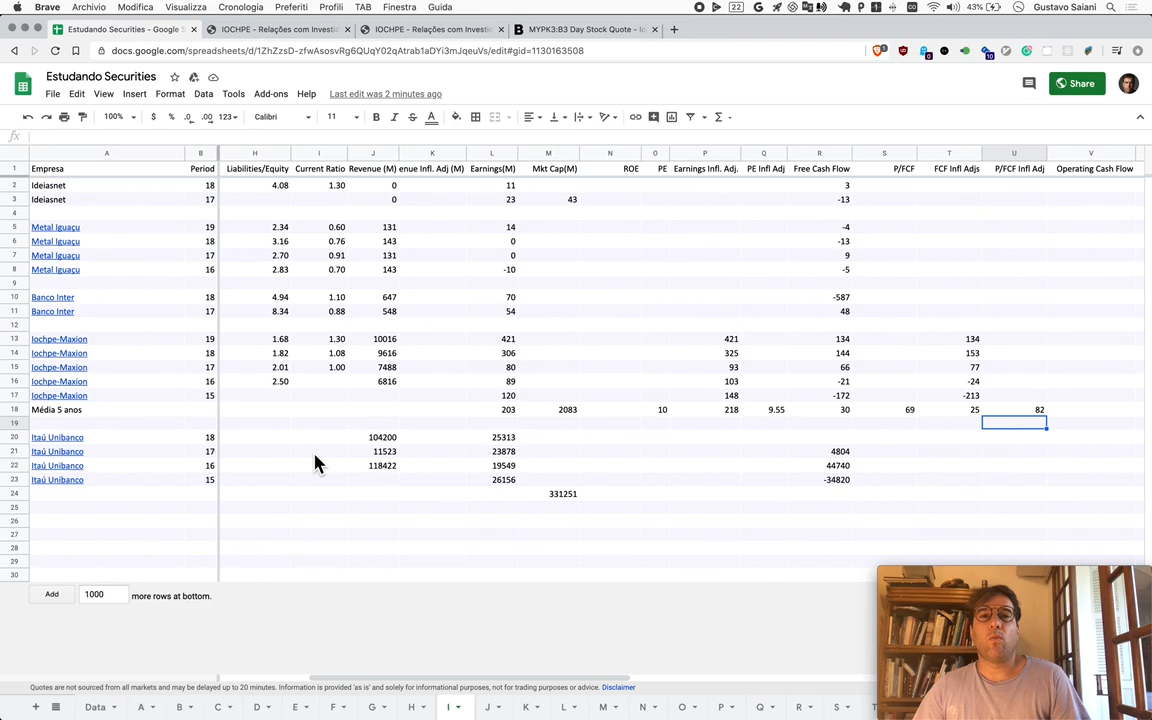 Brave Archivio Modifica Visualizza Cronologia Preferiti Profili TAB Finestra Guida 22 43% Gustavo Saiani
Estudando Securities - Google S × IOCHPE - Relações com Investid × IOCHPE - Relações com Investid × MYPK3:B3 Day Stock Quote - Io × +
docs.google.com/spreadsheets/d/1ZhZzsD-zfwAsosvRg6QUqY02qAtrab1aDYi3mJqeuVs/edit#gid=1130163508
Estudando Securities
File Edit View Insert Format Data Tools Add-ons Help Last edit was 2 minutes ago
Share
100% $ % .0 .00 123 Calibri 11 B I S A
fx
A B H I J K L M N O P Q R S T U V
1 Empresa Period Liabilities/Equity Current Ratio Revenue (M) enue Infl. Adj (M) Earnings(M) Mkt Cap(M) ROE PE Earnings Infl. Adj. PE Infl Adj Free Cash Flow P/FCF FCF Infl Adjs P/FCF Infl Adj Operating Cash Flow
2 Ideiasnet 18 4.08 1.30 0 11 3
3 Ideiasnet 17 0 23 43 -13
4
5 Metal Iguaçu 19 2.34 0.60 131 14 -4
6 Metal Iguaçu 18 3.16 0.76 143 0 -13
7 Metal Iguaçu 17 2.70 0.91 131 0 9
8 Metal Iguaçu 16 2.83 0.70 143 -10 -5
9
10 Banco Inter 18 4.94 1.10 647 70 -587
11 Banco Inter 17 8.34 0.88 548 54 48
12
13 Iochpe-Maxion 19 1.68 1.30 10016 421 421 134 134
14 Iochpe-Maxion 18 1.82 1.08 9616 306 325 144 153
15 Iochpe-Maxion 17 2.01 1.00 7488 80 93 66 77
16 Iochpe-Maxion 16 2.50 6816 89 103 -21 -24
17 Iochpe-Maxion 15 120 148 -172 -213
18 Média 5 anos 203 2083 10 218 9.55 30 69 25 82
19
20 Itaú Unibanco 18 104200 25313
21 Itaú Unibanco 17 11523 23878 4804
22 Itaú Unibanco 16 118422 19549 44740
23 Itaú Unibanco 15 26156 -34820
24 331251
25
26
27
28
29
30
Add 1000 more rows at bottom.
Quotes are not sourced from all markets and may be delayed up to 20 minutes. Information is provided 'as is' and solely for informational purposes, not for trading purposes or advice. Disclaimer
+ Data A B C D E F G H I J K L M N O P Q R S T